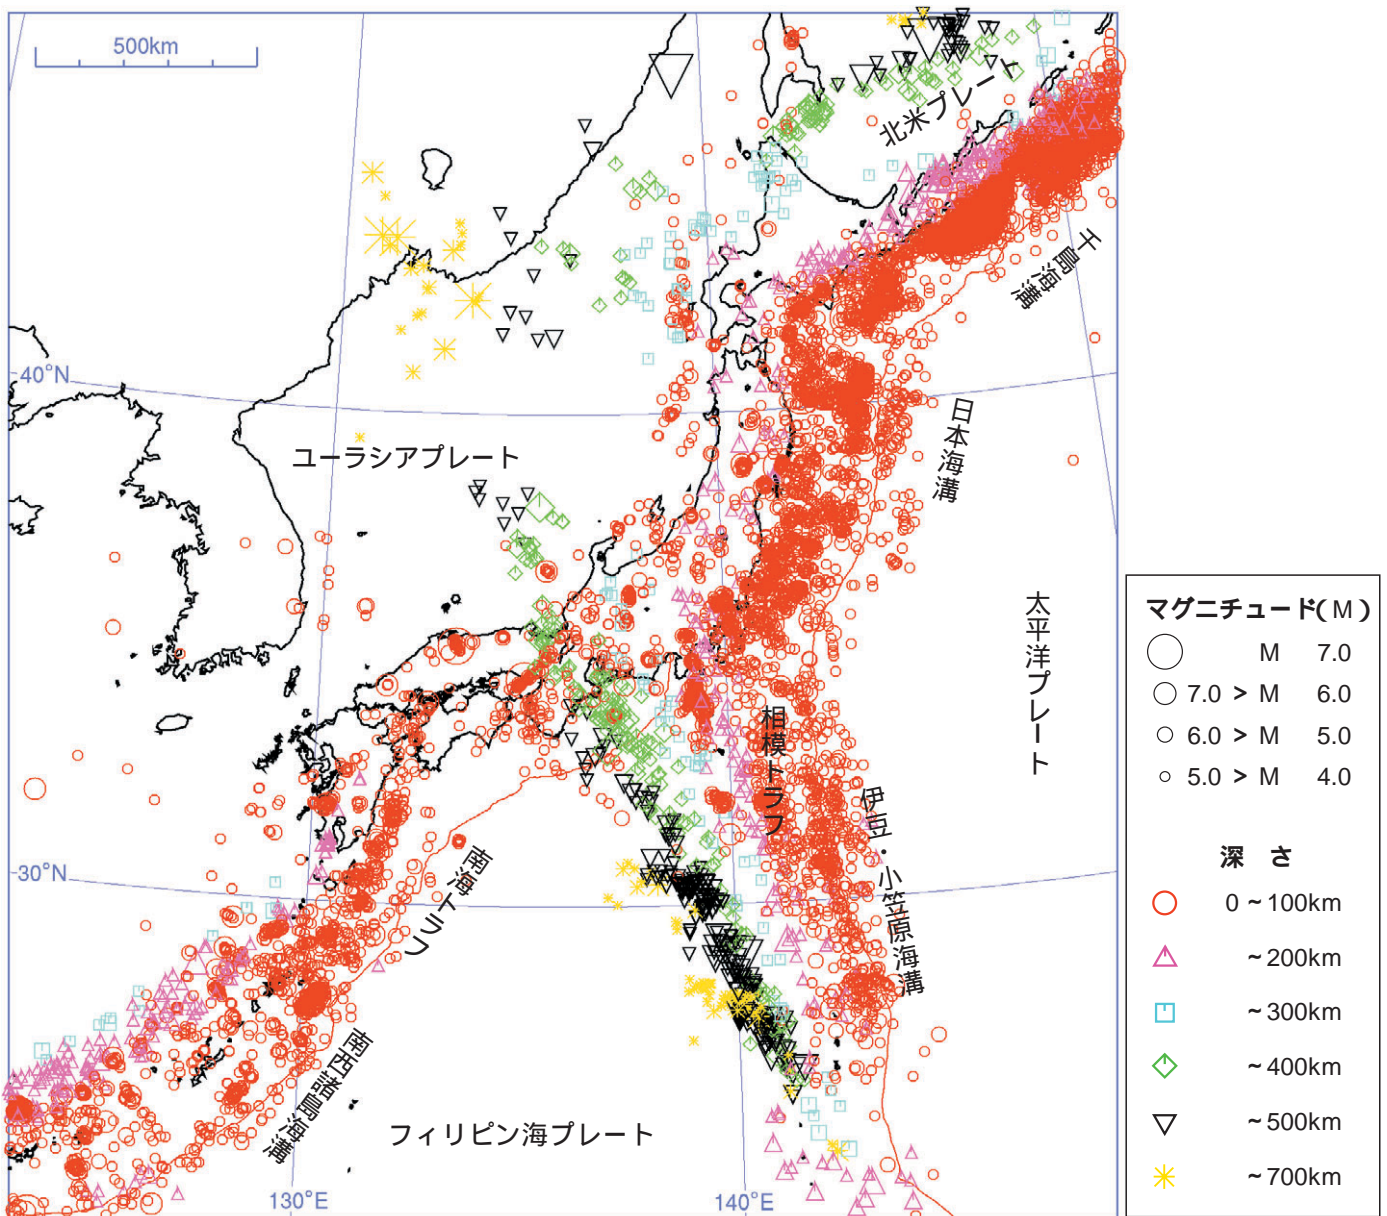 500km
北米プレート
千島海溝
40°N
日本海溝
ユーラシアプレート
太平洋プレート
相模トラフ
伊豆・小笠原海溝
30°N
南海トラフ
南西諸島海溝
フィリピン海プレート
130°E
140°E
マグニチュード(M)
M 7.0
7.0 > M 6.0
6.0 > M 5.0
5.0 > M 4.0
深さ
0~100km
~200km
~300km
~400km
~500km
~700km